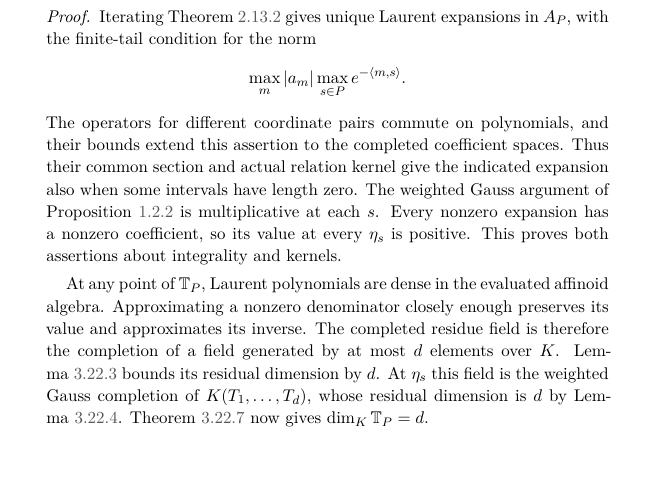 Proof. Iterating Theorem 2.13.2 gives unique Laurent expansions in A_P, with
the finite-tail condition for the norm
max_m |a_m| max_{s∈P} e^{−⟨m,s⟩}.
The operators for different coordinate pairs commute on polynomials, and
their bounds extend this assertion to the completed coefficient spaces. Thus
their common section and actual relation kernel give the indicated expansion
also when some intervals have length zero. The weighted Gauss argument of
Proposition 1.2.2 is multiplicative at each s. Every nonzero expansion has
a nonzero coefficient, so its value at every η_s is positive. This proves both
assertions about integrality and kernels.
At any point of 𝕋_P, Laurent polynomials are dense in the evaluated affinoid
algebra. Approximating a nonzero denominator closely enough preserves its
value and approximates its inverse. The completed residue field is therefore
the completion of a field generated by at most d elements over K. Lem-
ma 3.22.3 bounds its residual dimension by d. At η_s this field is the weighted
Gauss completion of K(T_1, . . . , T_d), whose residual dimension is d by Lem-
ma 3.22.4. Theorem 3.22.7 now gives dim_K 𝕋_P = d.